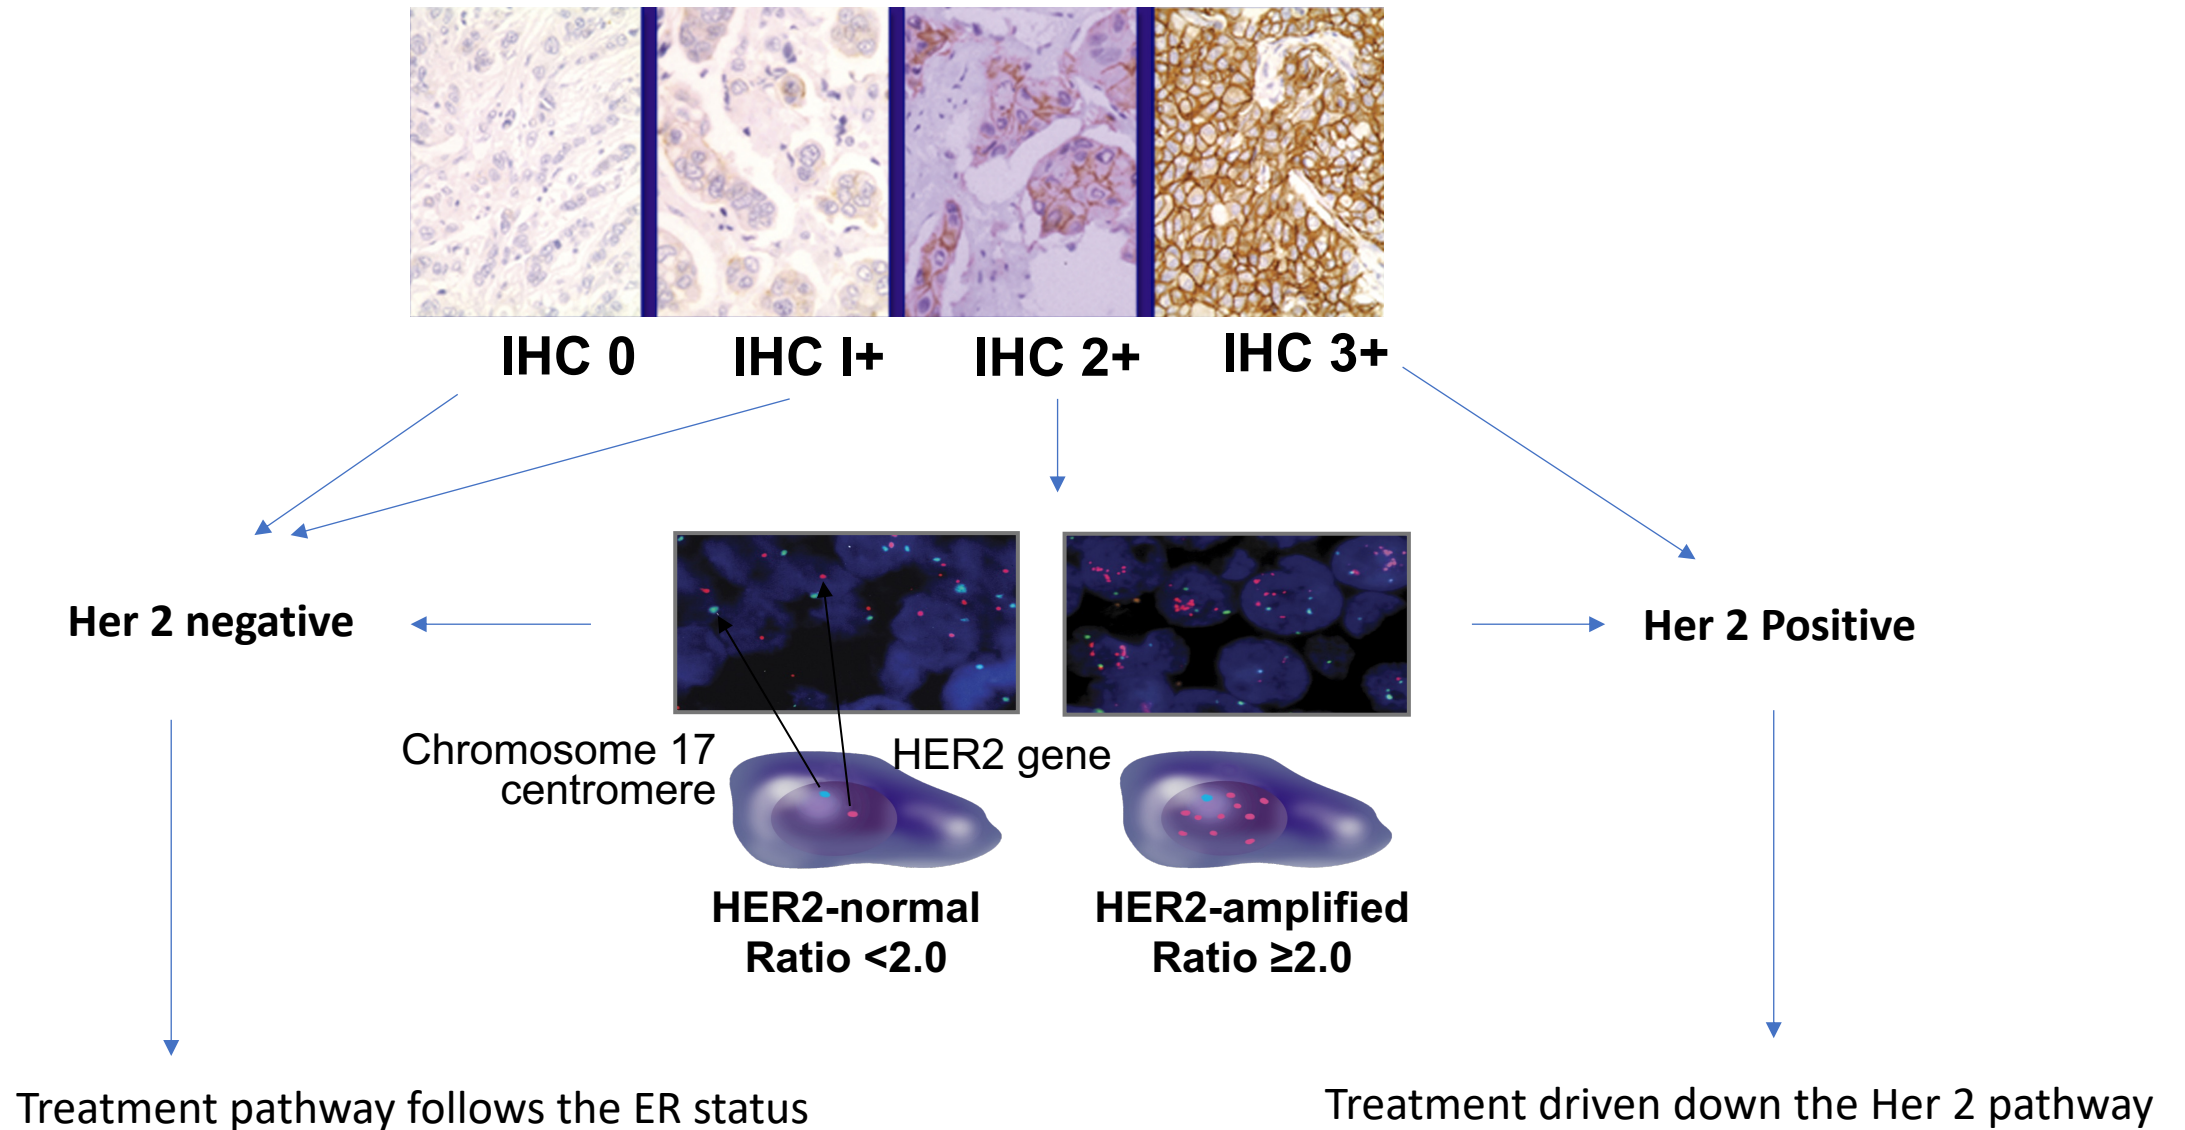 IHC 0
IHC I+
IHC 2+
IHC 3+
Her 2 negative
Her 2 Positive
Chromosome 17
centromere
HER2 gene
HER2-normal
Ratio <2.0
HER2-amplified
Ratio ≥2.0
Treatment pathway follows the ER status
Treatment driven down the Her 2 pathway